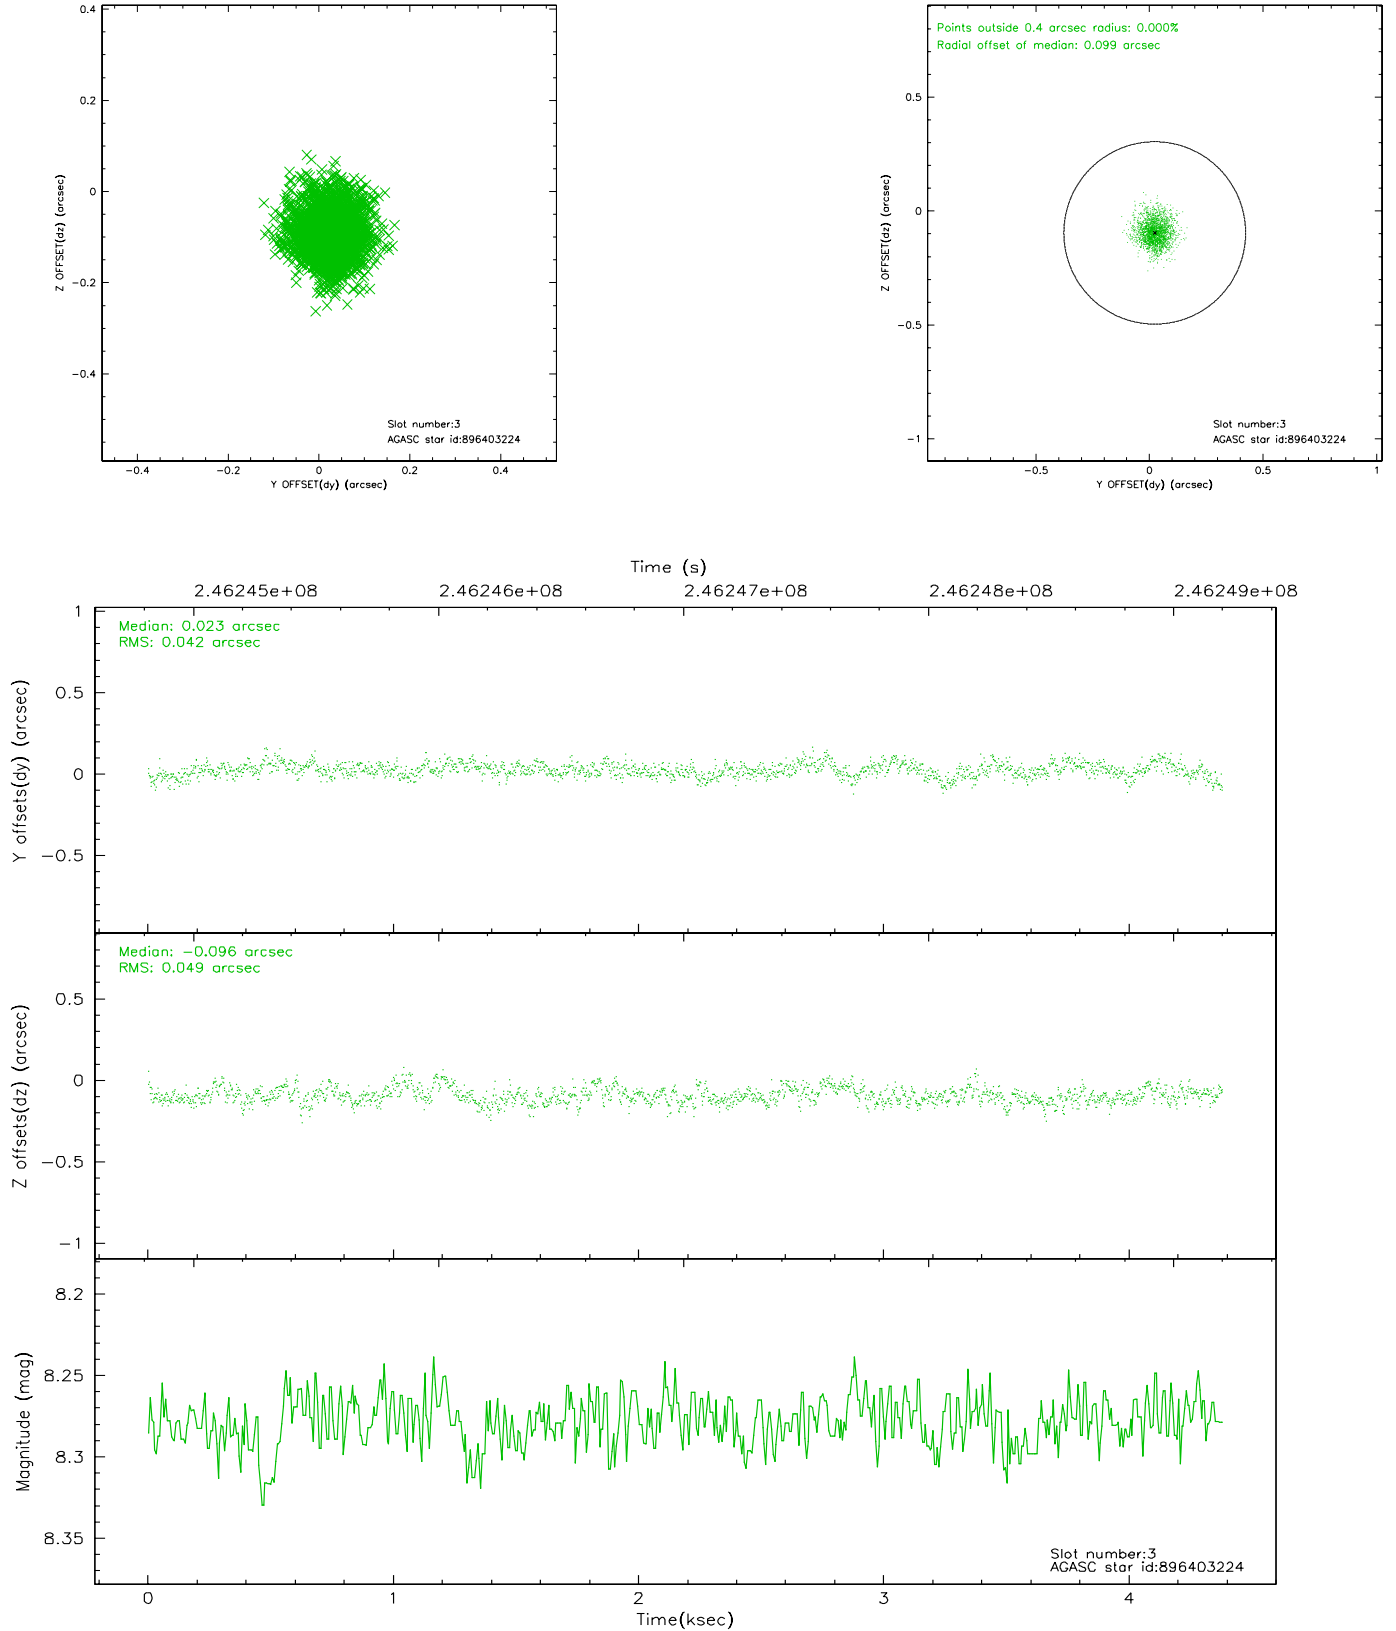 0.4
0.2
0
−0.2
−0.4
Z OFFSET(dz) (arcsec)
Slot number:3
AGASC star id:896403224
−0.4 −0.2 0 0.2 0.4
Y OFFSET(dy) (arcsec)
Points outside 0.4 arcsec radius: 0.000%
Radial offset of median: 0.099 arcsec
0.5
0
−0.5
−1
Z OFFSET(dz) (arcsec)
Slot number:3
AGASC star id:896403224
−0.5 0 0.5 1
Y OFFSET(dy) (arcsec)
Time (s)
2.46245e+08 2.46246e+08 2.46247e+08 2.46248e+08 2.46249e+08
Median: 0.023 arcsec
RMS: 0.042 arcsec
1
0.5
0
−0.5
Y offsets(dy) (arcsec)
Median: −0.096 arcsec
RMS: 0.049 arcsec
0.5
0
−0.5
−1
Z offsets(dz) (arcsec)
8.2
8.25
8.3
8.35
Magnitude (mag)
Slot number:3
AGASC star id:896403224
0 1 2 3 4
Time(ksec)